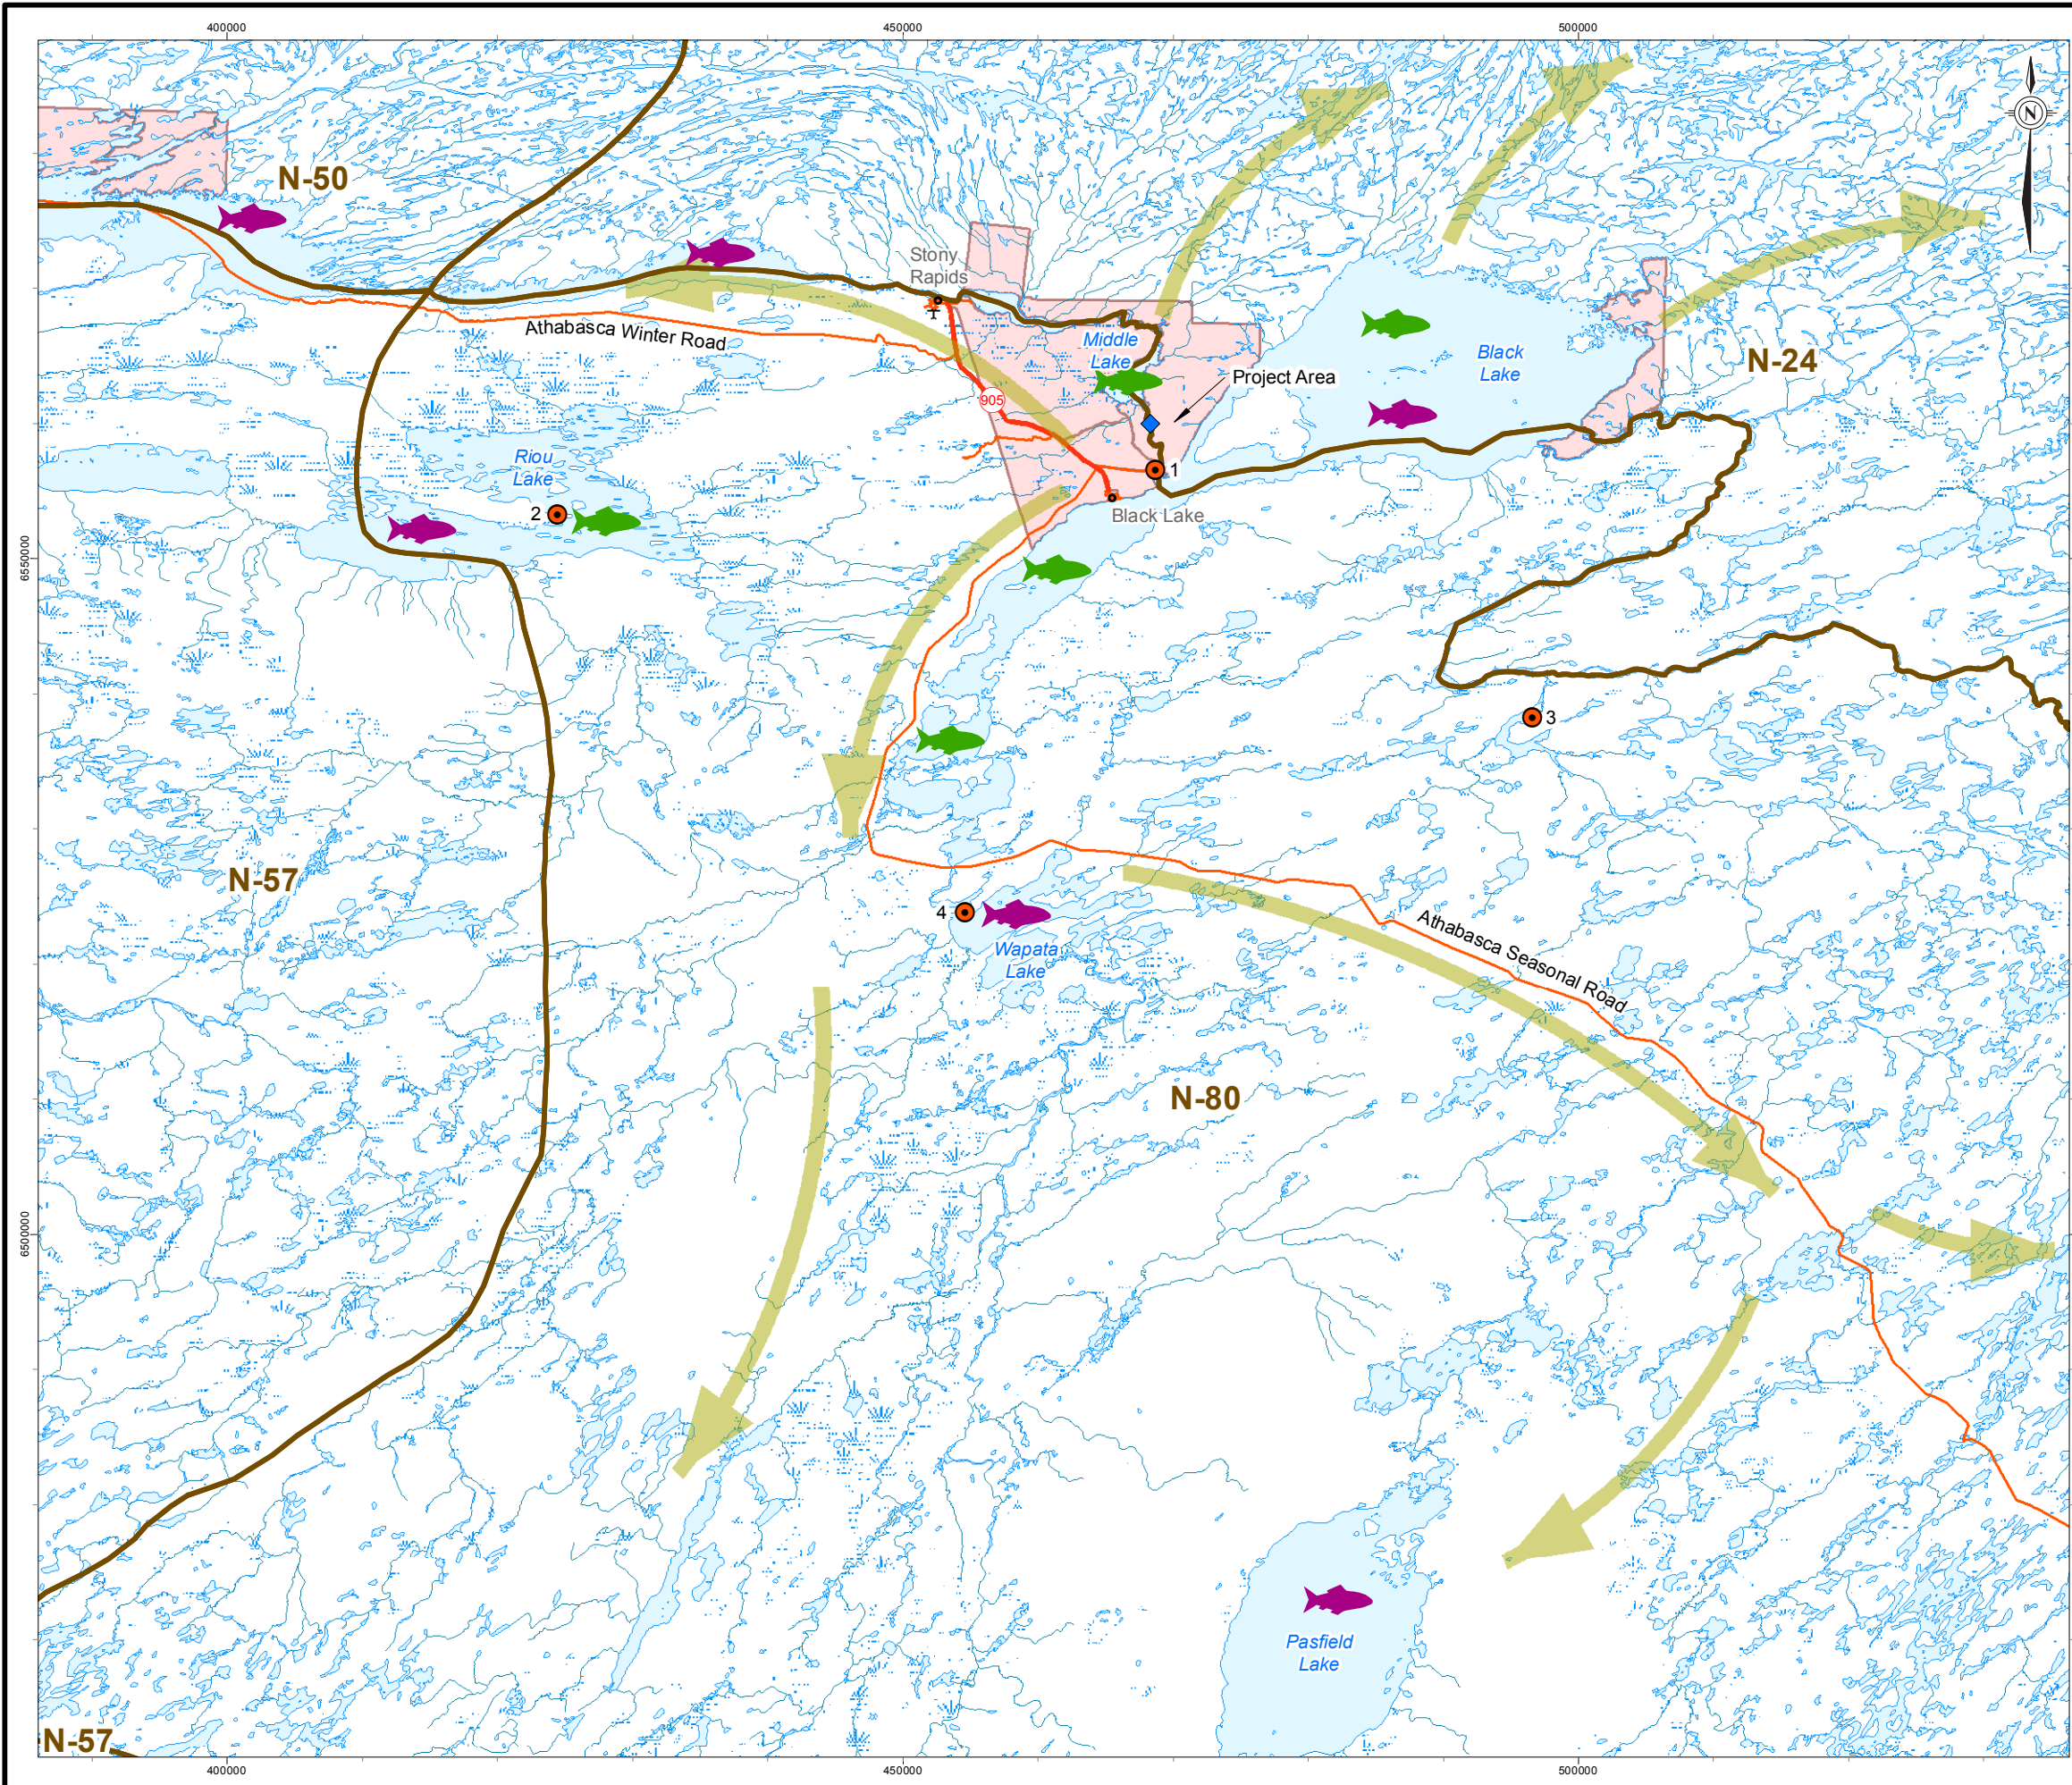 400000
450000
500000
N
N-50
Stony
Rapids
Athabasca Winter Road
Middle
Lake
Black
Lake
N-24
Project Area
905
Riou
Lake
1
2
Black Lake
6550000
3
N-57
4
Wapata
Lake
Athabasca Seasonal Road
N-80
6500000
Pasfield
Lake
N-57
400000
450000
500000